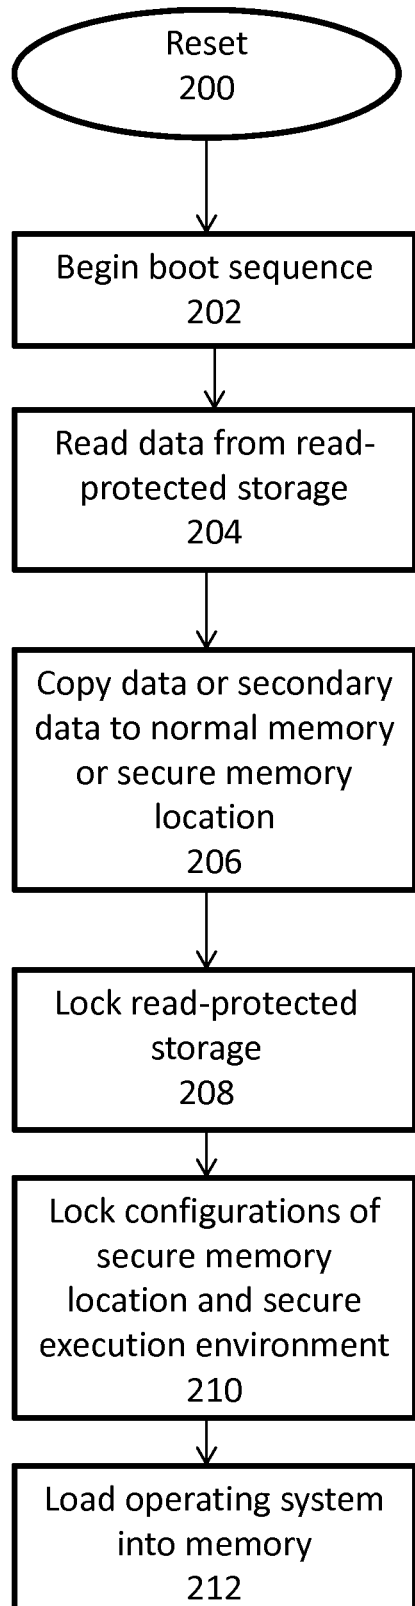 Reset
200
Begin boot sequence
202
Read data from read-
protected storage
204
Copy data or secondary
data to normal memory
or secure memory
location
206
Lock read-protected
storage
208
Lock configurations of
secure memory
location and secure
execution environment
210
Load operating system
into memory
212